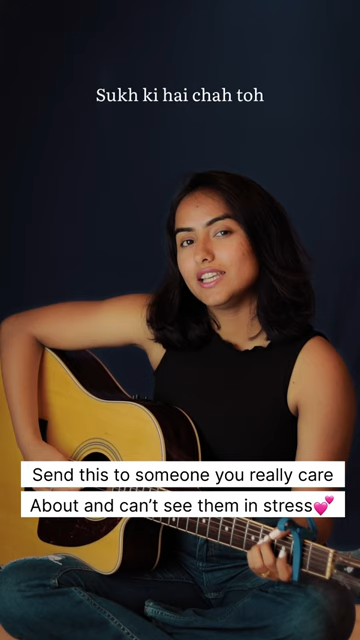 Sukh ki hai chah toh
Send this to someone you really care
About and can’t see them in stress💕